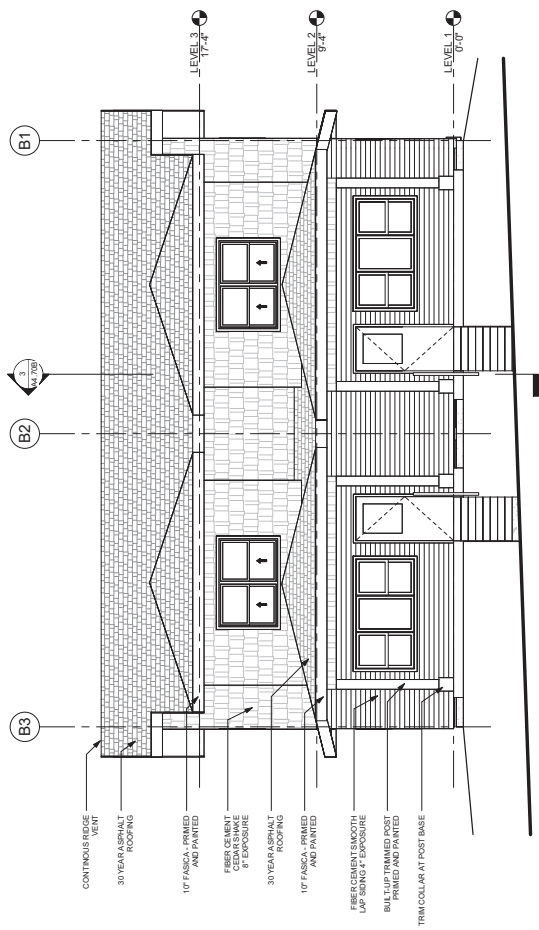 B3
B2
B1
3
A4.70B
CONTINOUS RIDGE
VENT
30 YEAR ASPHALT
ROOFING
10" FASICA - PRIMED
AND PAINTED
FIBER CEMENT
CEDAR SHAKE
8" EXPOSURE
30 YEAR ASPHALT
ROOFING
10" FASICA - PRIMED
AND PAINTED
FIBER CEMENT SMOOTH
LAP SIDING 4" EXPOSURE
BUILT-UP TRIMMED POST
PRIMED AND PAINTED
TRIM COLLAR AT POST BASE
LEVEL 3
17'-4"
LEVEL 2
9'-4"
LEVEL 1
0'-0"